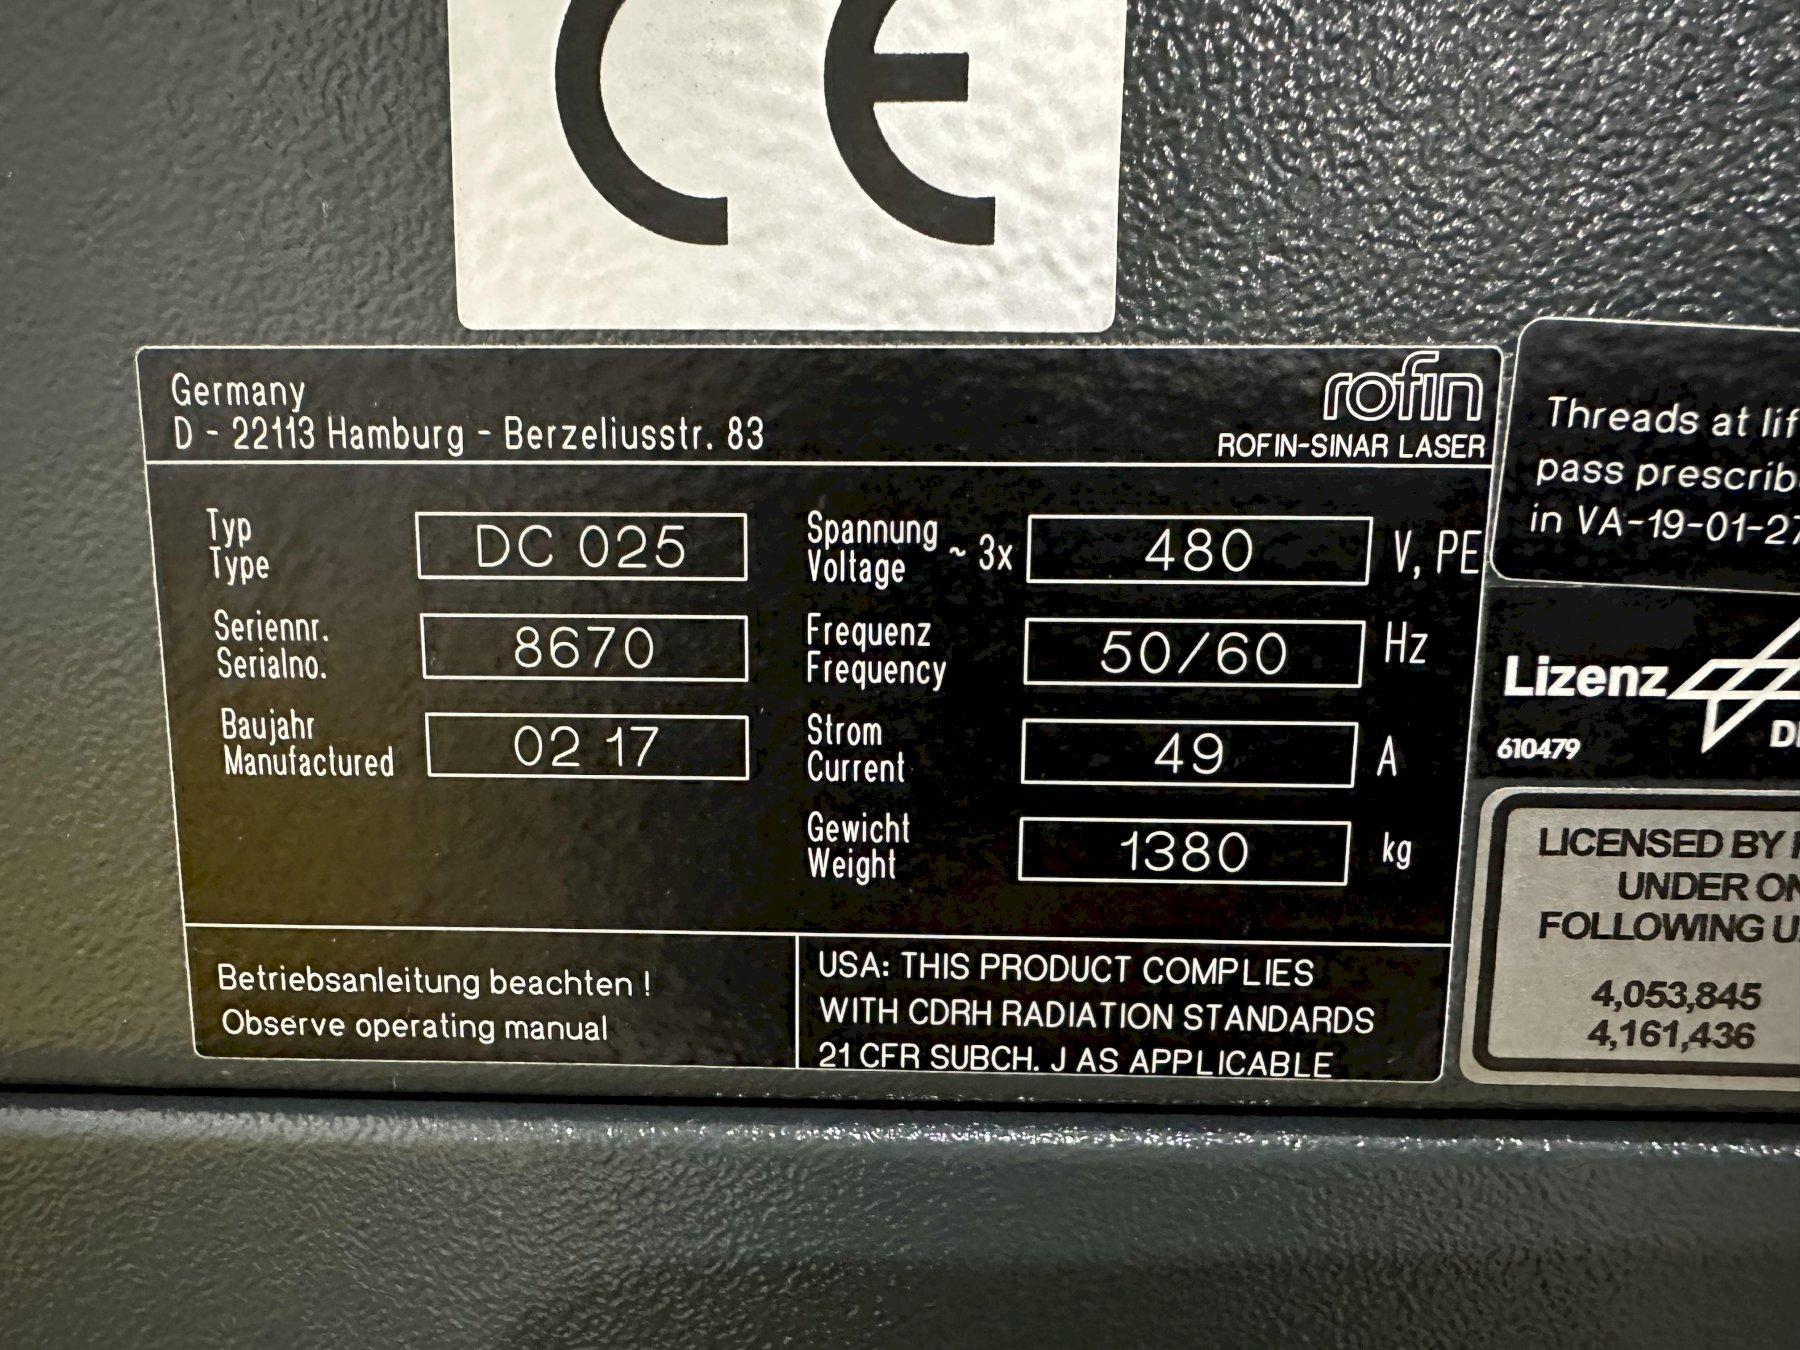 CE
Germany
D - 22113 Hamburg - Berzeliusstr. 83
rofin
ROFIN-SINAR LASER
Typ
Type
DC 025
Seriennr.
Serialno.
8670
Baujahr
Manufactured
02 17
Spannung
Voltage
~ 3x
480
V, PE
Frequenz
Frequency
50/60
Hz
Strom
Current
49
A
Gewicht
Weight
1380
kg
Betriebsanleitung beachten !
Observe operating manual
USA: THIS PRODUCT COMPLIES
WITH CDRH RADIATION STANDARDS
21 CFR SUBCH. J AS APPLICABLE
Threads at
pass
in VA-19-01-27
Lizenz
610479
LICENSED BY
UNDER
FOLLOWING
4,053,845
4,161,436